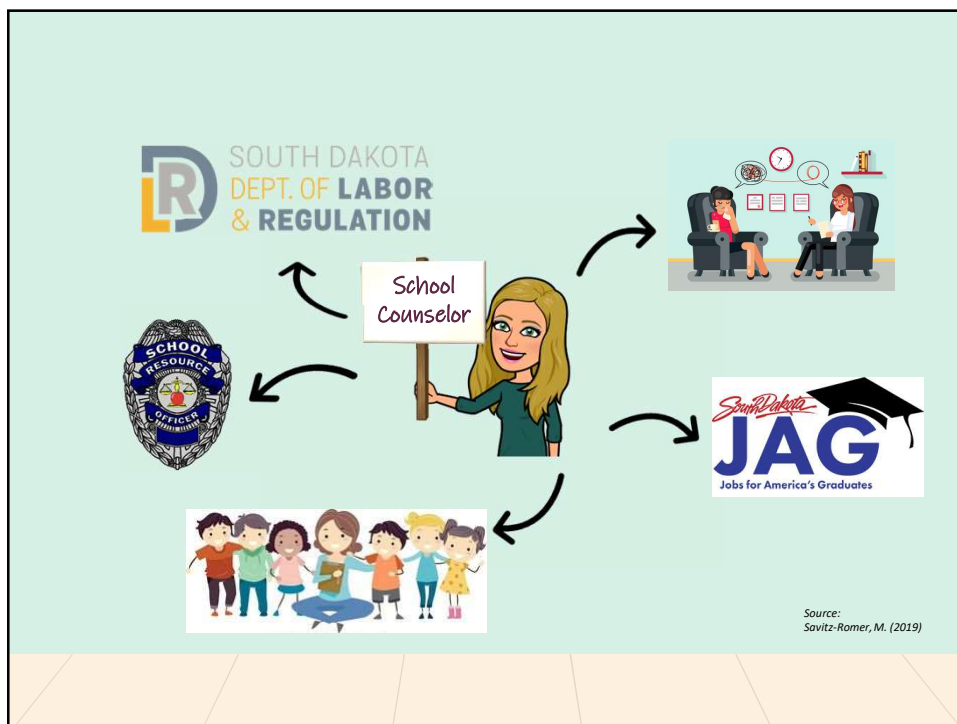 SOUTH DAKOTA
DEPT. OF LABOR
& REGULATION
School
Counselor
SCHOOL
RESOURCE
OFFICER
South Dakota
JAG
Jobs for America's Graduates
Source:
Savitz-Romer, M. (2019)